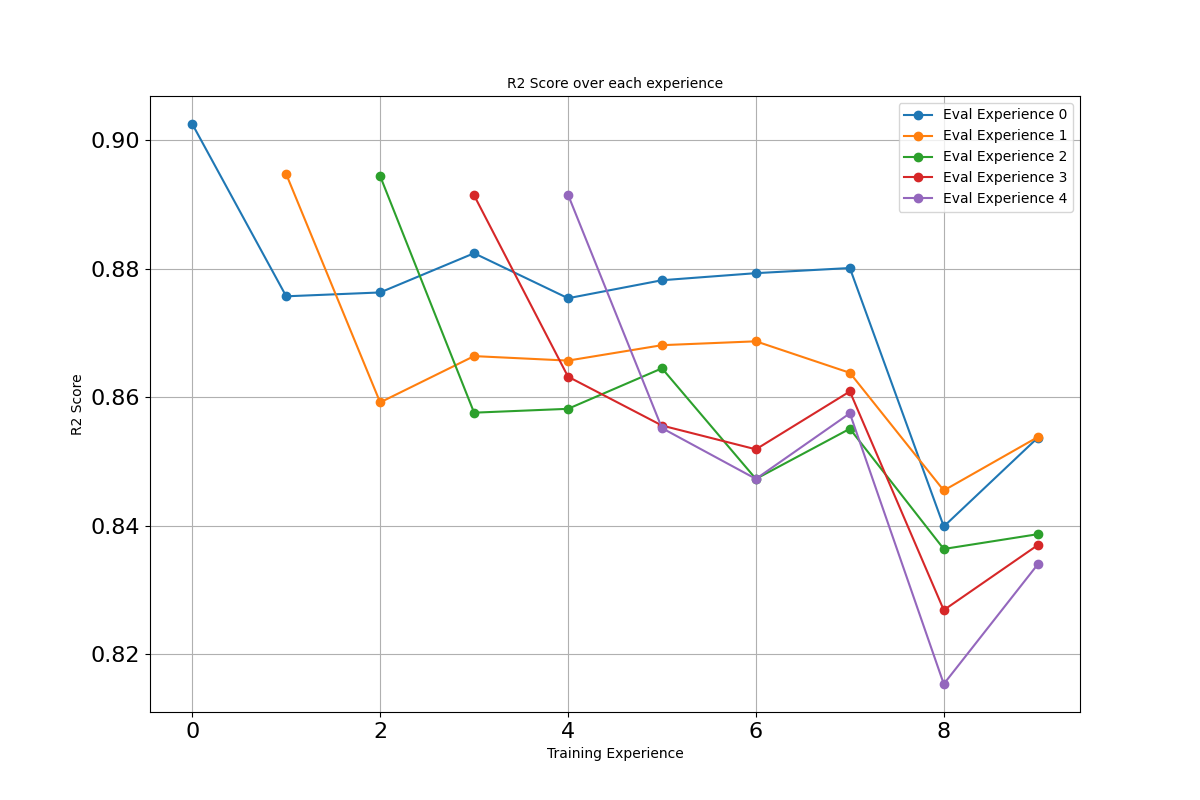 R2 Score over each experience
Eval Experience 0
Eval Experience 1
Eval Experience 2
Eval Experience 3
Eval Experience 4
0.90
0.88
0.86
0.84
0.82
R2 Score
0 2 4 6 8
Training Experience